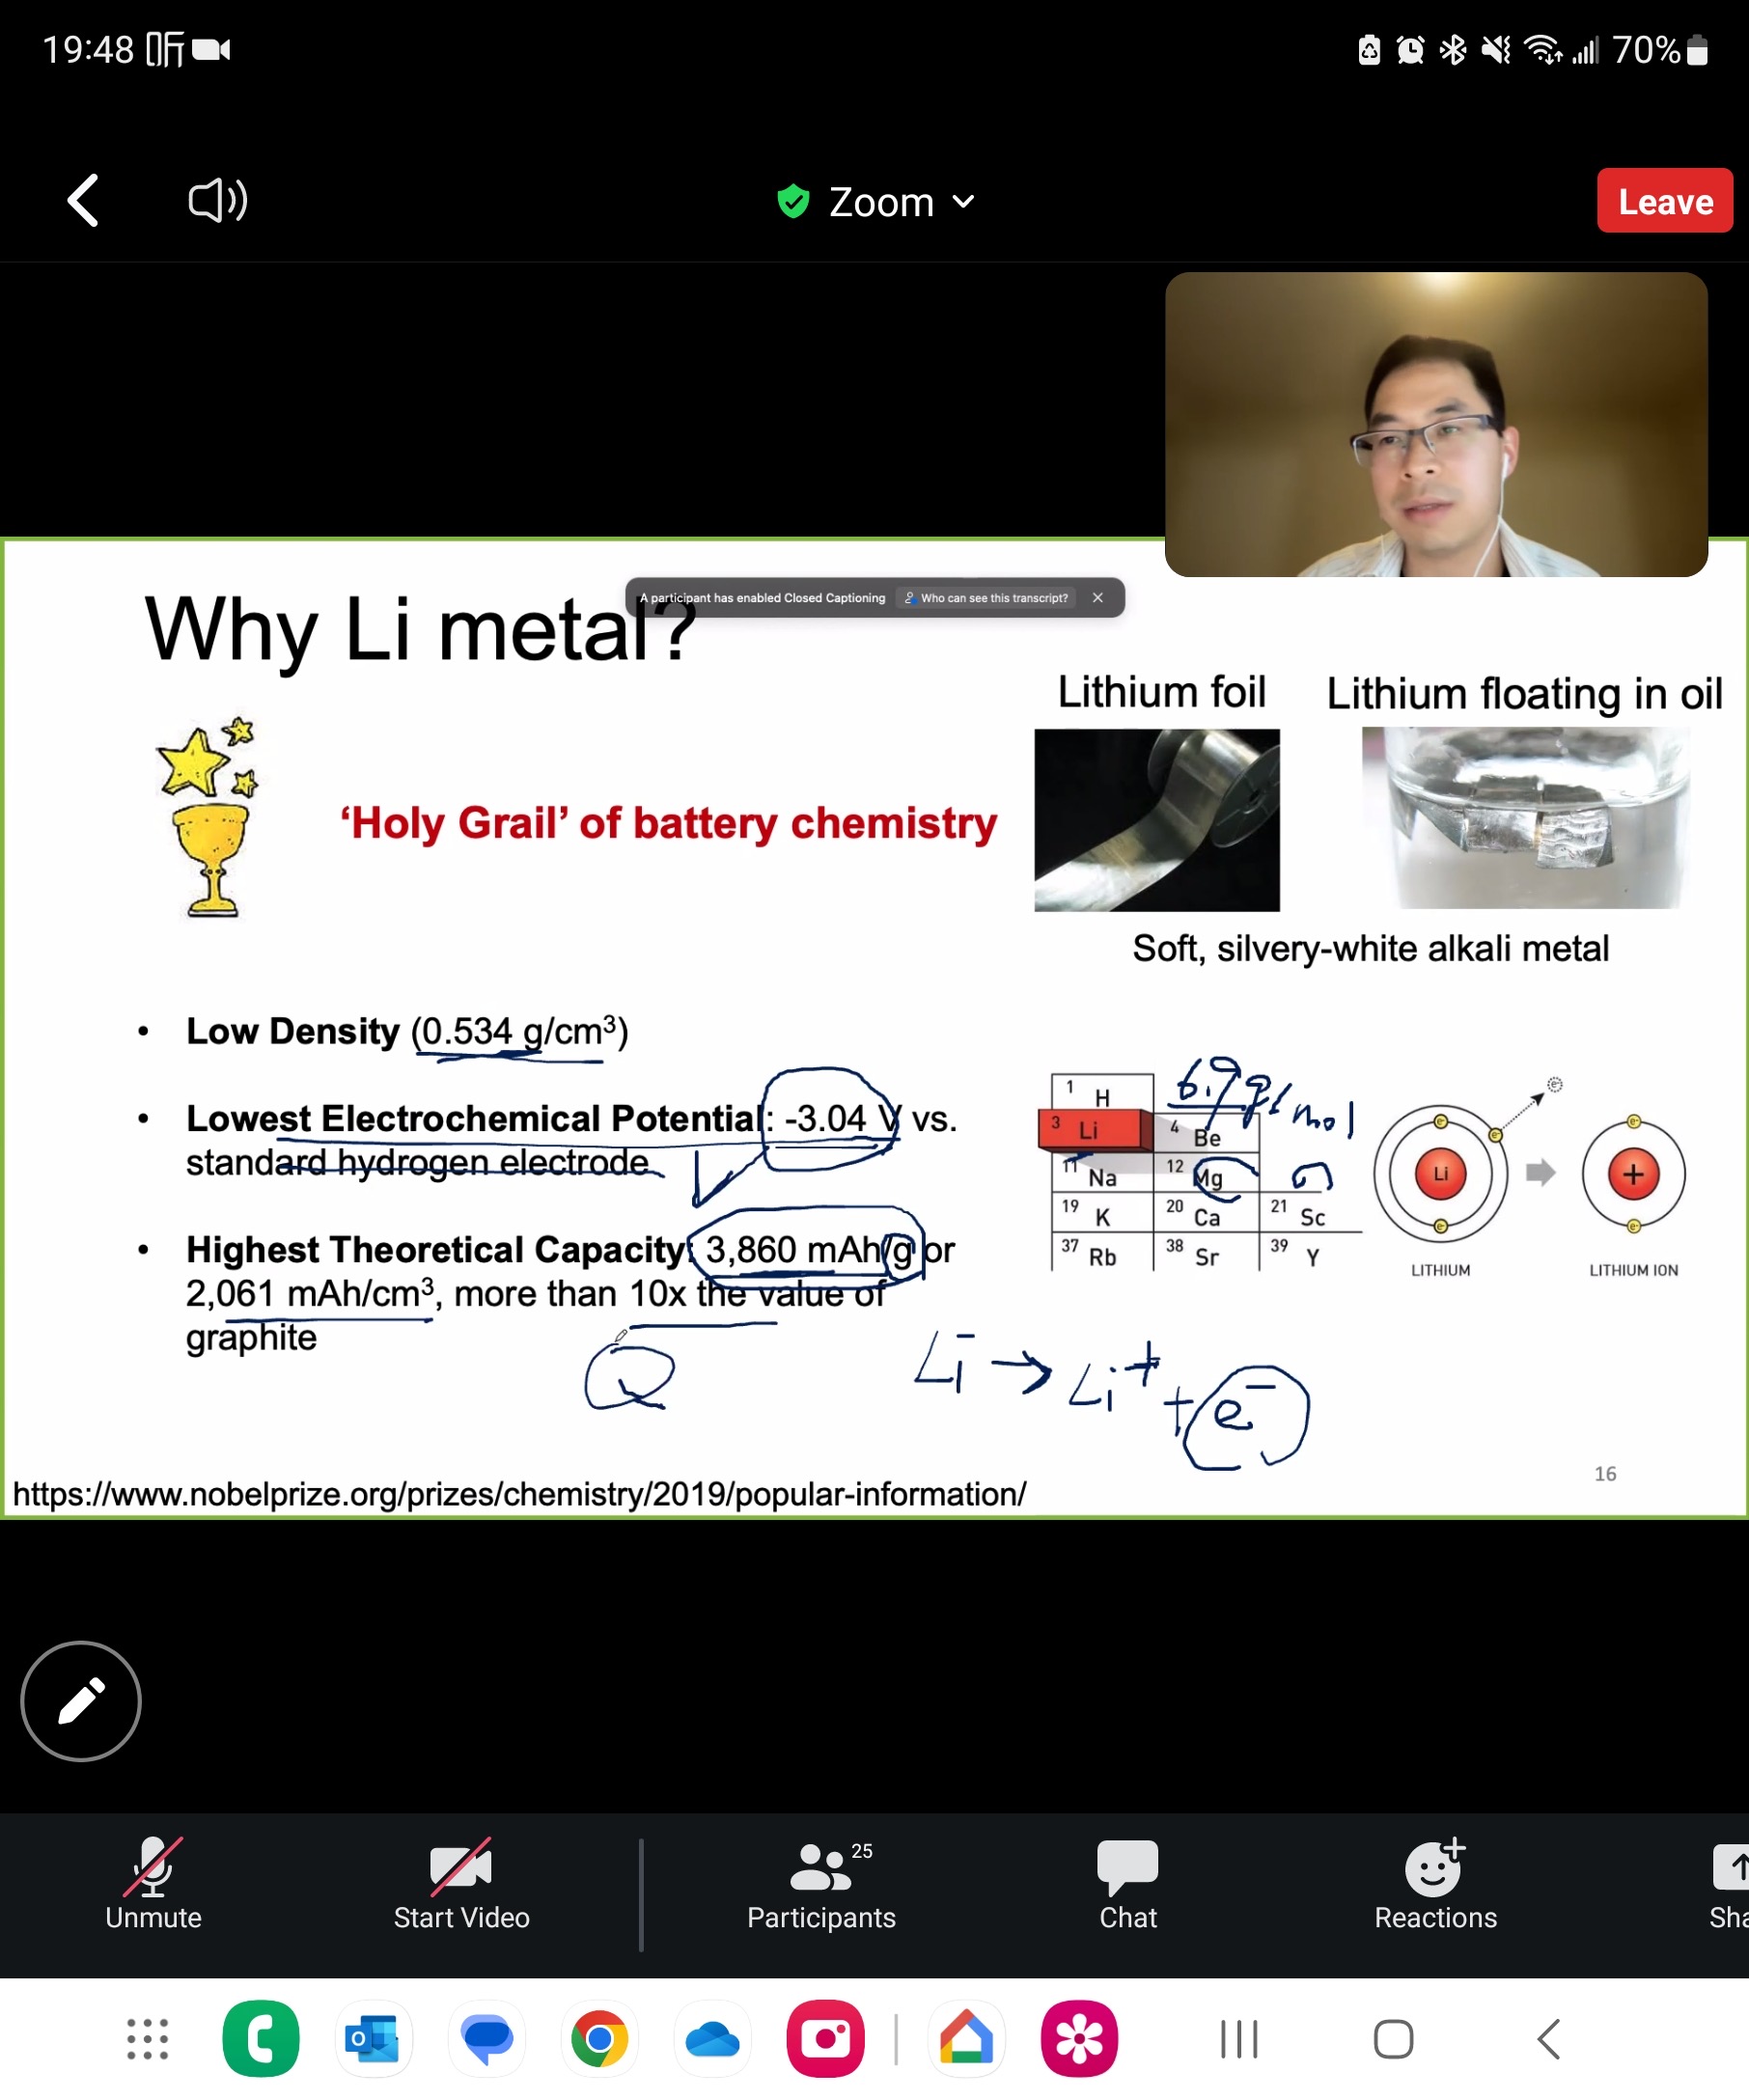 19:48 听
70%
Zoom
Leave
A participant has enabled Closed Captioning
Who can see this transcript?
Why Li metal?
Lithium foil
Lithium floating in oil
‘Holy Grail’ of battery chemistry
Soft, silvery-white alkali metal
• Low Density (0.534 g/cm³)
• Lowest Electrochemical Potential: -3.04 V vs.
standard hydrogen electrode
• Highest Theoretical Capacity: 3,860 mAh/g or
2,061 mAh/cm³, more than 10x the value of
graphite
6.9 g/mol
1 H
3 Li 4 Be
11 Na 12 Mg
19 K 20 Ca 21 Sc
37 Rb 38 Sr 39 Y
e-
e-
e-
e-
Li
+
e-
e-
LITHIUM
LITHIUM ION
Q
Li → Li⁺ + e⁻
16
https://www.nobelprize.org/prizes/chemistry/2019/popular-information/
25
Unmute
Start Video
Participants
Chat
Reactions
Sha